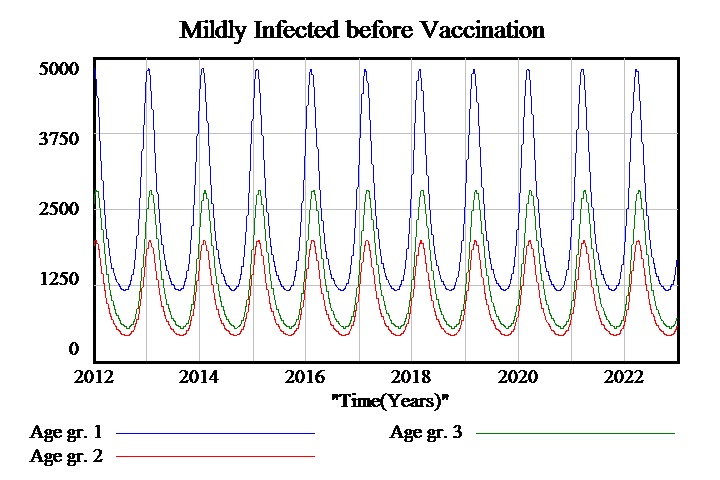 Mildly Infected before Vaccination
5000
3750
2500
1250
0
2012 2014 2016 2018 2020 2022
"Time(Years)"
Age gr. 1 Age gr. 3
Age gr. 2